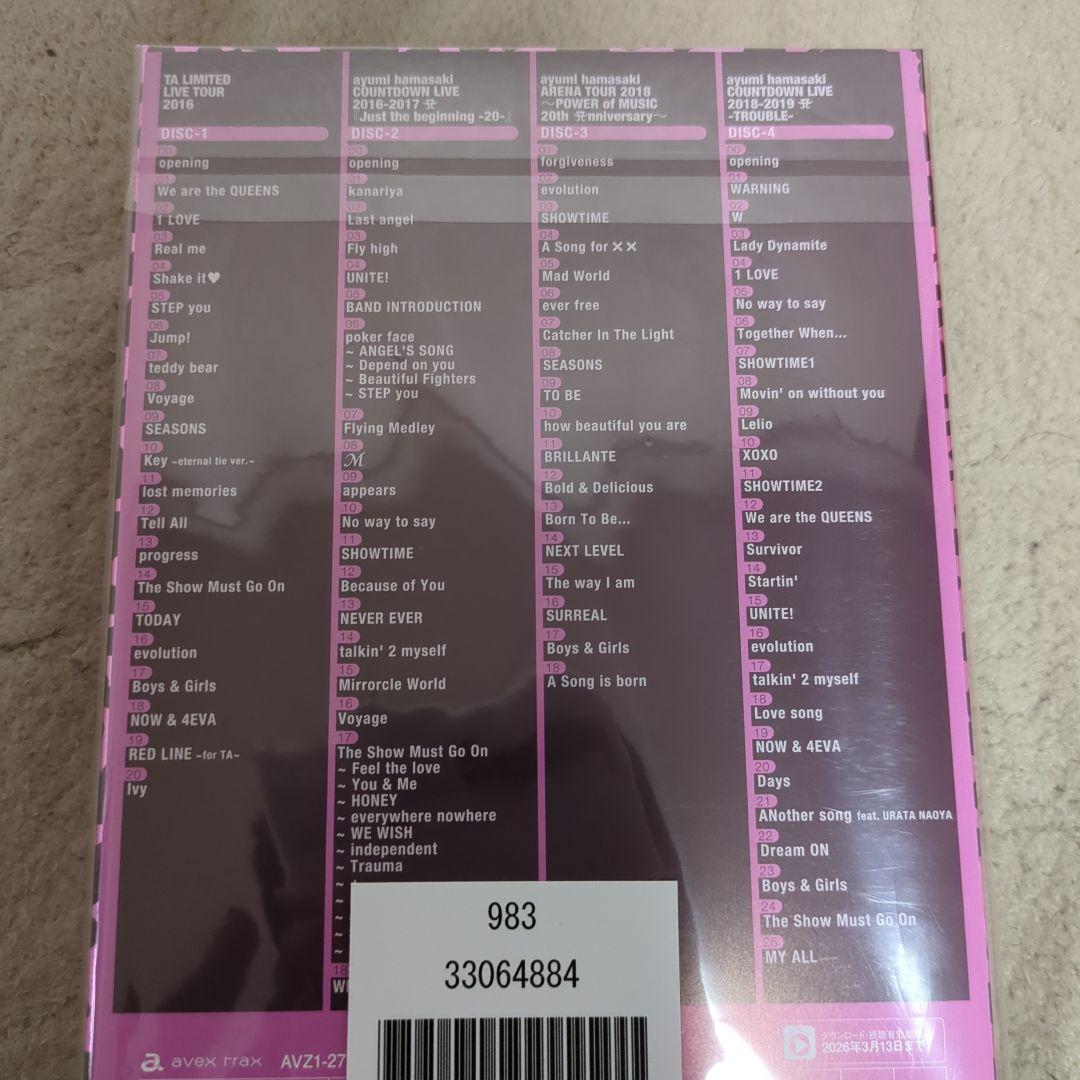 TA LIMITED
LIVE TOUR
2016
DISC-1
00
opening
01
We are the QUEENS
02
1 LOVE
03
Real me
04
Shake it♥
05
STEP you
06
Jump!
07
teddy bear
08
Voyage
09
SEASONS
10
Key ~eternal tie ver.~
11
lost memories
12
Tell All
13
progress
14
The Show Must Go On
15
TODAY
16
evolution
17
Boys & Girls
18
NOW & 4EVA
19
RED LINE ~for TA~
20
Ivy
ayumi hamasaki
COUNTDOWN LIVE
2016-2017 A
『Just the beginning -20-』
DISC-2
00
opening
01
kanariya
02
Last angel
03
Fly high
04
UNITE!
05
BAND INTRODUCTION
06
poker face
~ ANGEL'S SONG
~ Depend on you
~ Beautiful Fighters
~ STEP you
07
Flying Medley
08
M
09
appears
10
No way to say
11
SHOWTIME
12
Because of You
13
NEVER EVER
14
talkin' 2 myself
15
Mirrorcle World
16
Voyage
17
The Show Must Go On
~ Feel the love
~ You & Me
~ HONEY
~ everywhere nowhere
~ WE WISH
~ independent
~ Trauma
~
~
~
~
~
18
ayumi hamasaki
ARENA TOUR 2018
～POWER of MUSIC
20th Anniversary～
DISC-3
01
forgiveness
02
evolution
03
SHOWTIME
04
A Song for ××
05
Mad World
06
ever free
07
Catcher In The Light
08
SEASONS
09
TO BE
10
how beautiful you are
11
BRILLANTE
12
Bold & Delicious
13
Born To Be...
14
NEXT LEVEL
15
The way I am
16
SURREAL
17
Boys & Girls
18
A Song is born
ayumi hamasaki
COUNTDOWN LIVE
2018-2019 A
~TROUBLE~
DISC-4
00
opening
01
WARNING
02
W
03
Lady Dynamite
04
1 LOVE
05
No way to say
06
Together When...
07
SHOWTIME1
08
Movin' on without you
09
Lelio
10
XOXO
11
SHOWTIME2
12
We are the QUEENS
13
Survivor
14
Startin'
15
UNITE!
16
evolution
17
talkin' 2 myself
18
Love song
19
NOW & 4EVA
20
Days
21
ANother song feat. URATA NAOYA
22
Dream ON
23
Boys & Girls
24
The Show Must Go On
25
MY ALL
983
33064884
avex trax AVZ1-27
ダウンロード・視聴有効期限
2026年3月13日まで